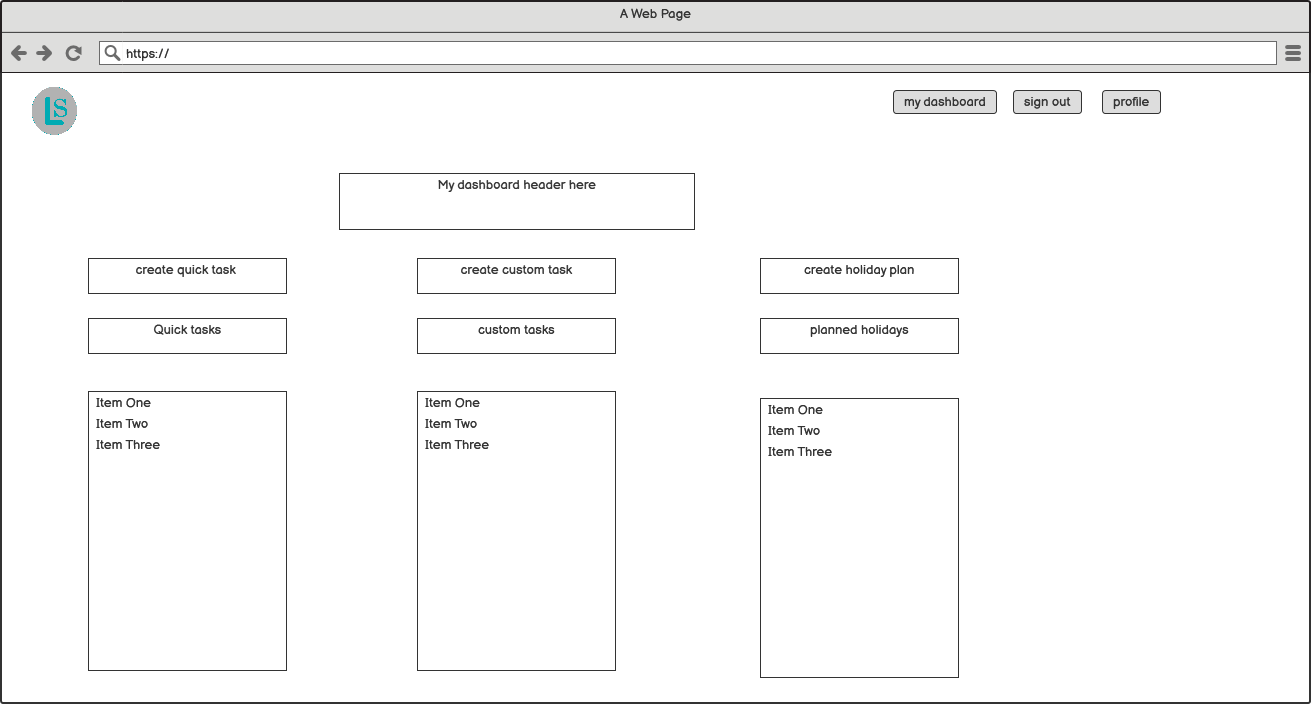 A Web Page
https://
LS
my dashboard
sign out
profile
My dashboard header here
create quick task
create custom task
create holiday plan
Quick tasks
custom tasks
planned holidays
Item One
Item Two
Item Three
Item One
Item Two
Item Three
Item One
Item Two
Item Three